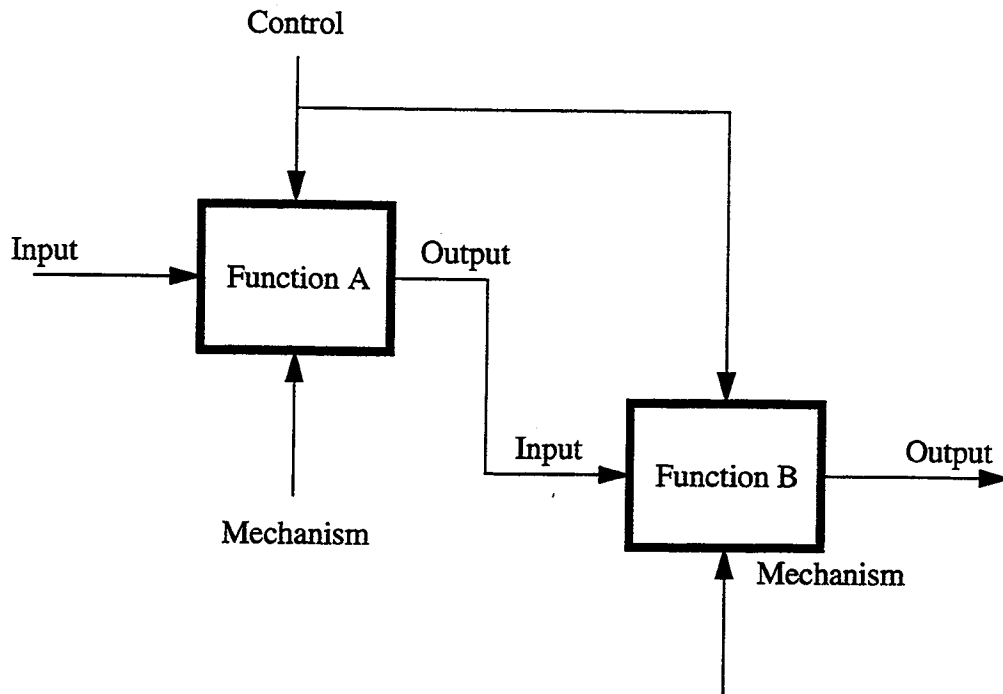 Control
Input
Function A
Output
Mechanism
Input
Function B
Output
Mechanism